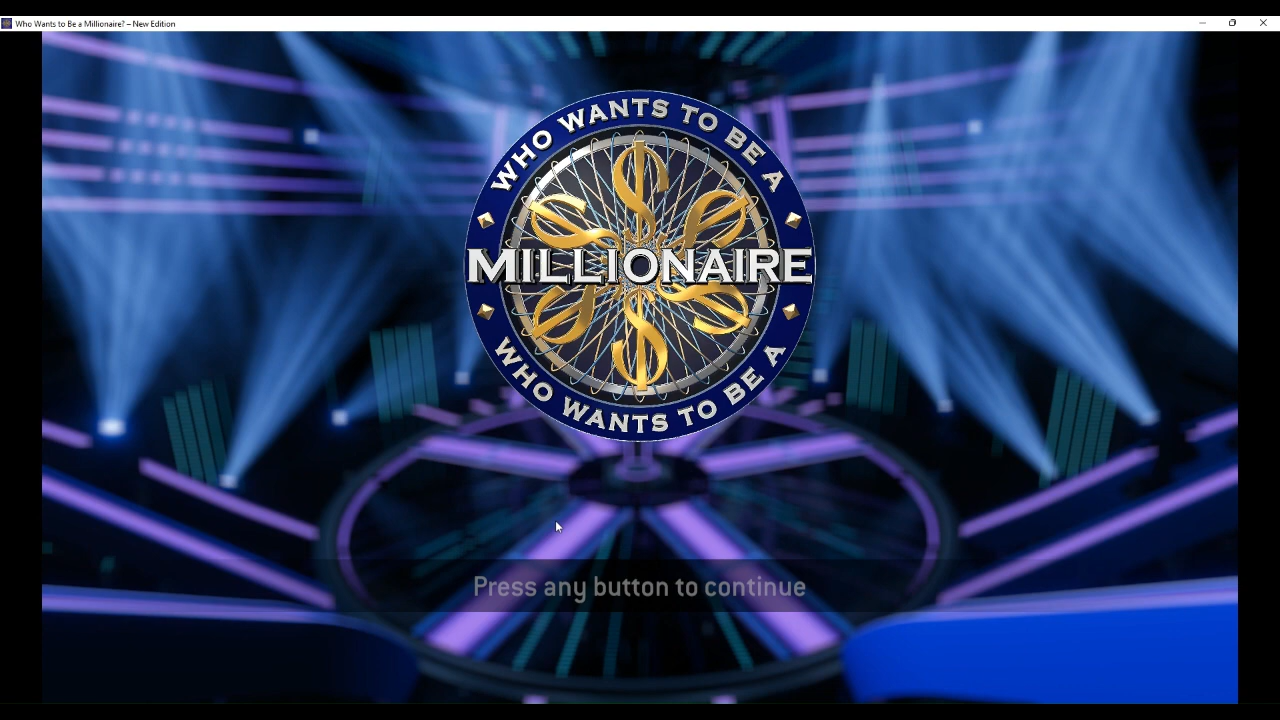 Who Wants to Be a Millionaire? – New Edition
WHO WANTS TO BE A
MILLIONAIRE
WHO WANTS TO BE A
Press any button to continue